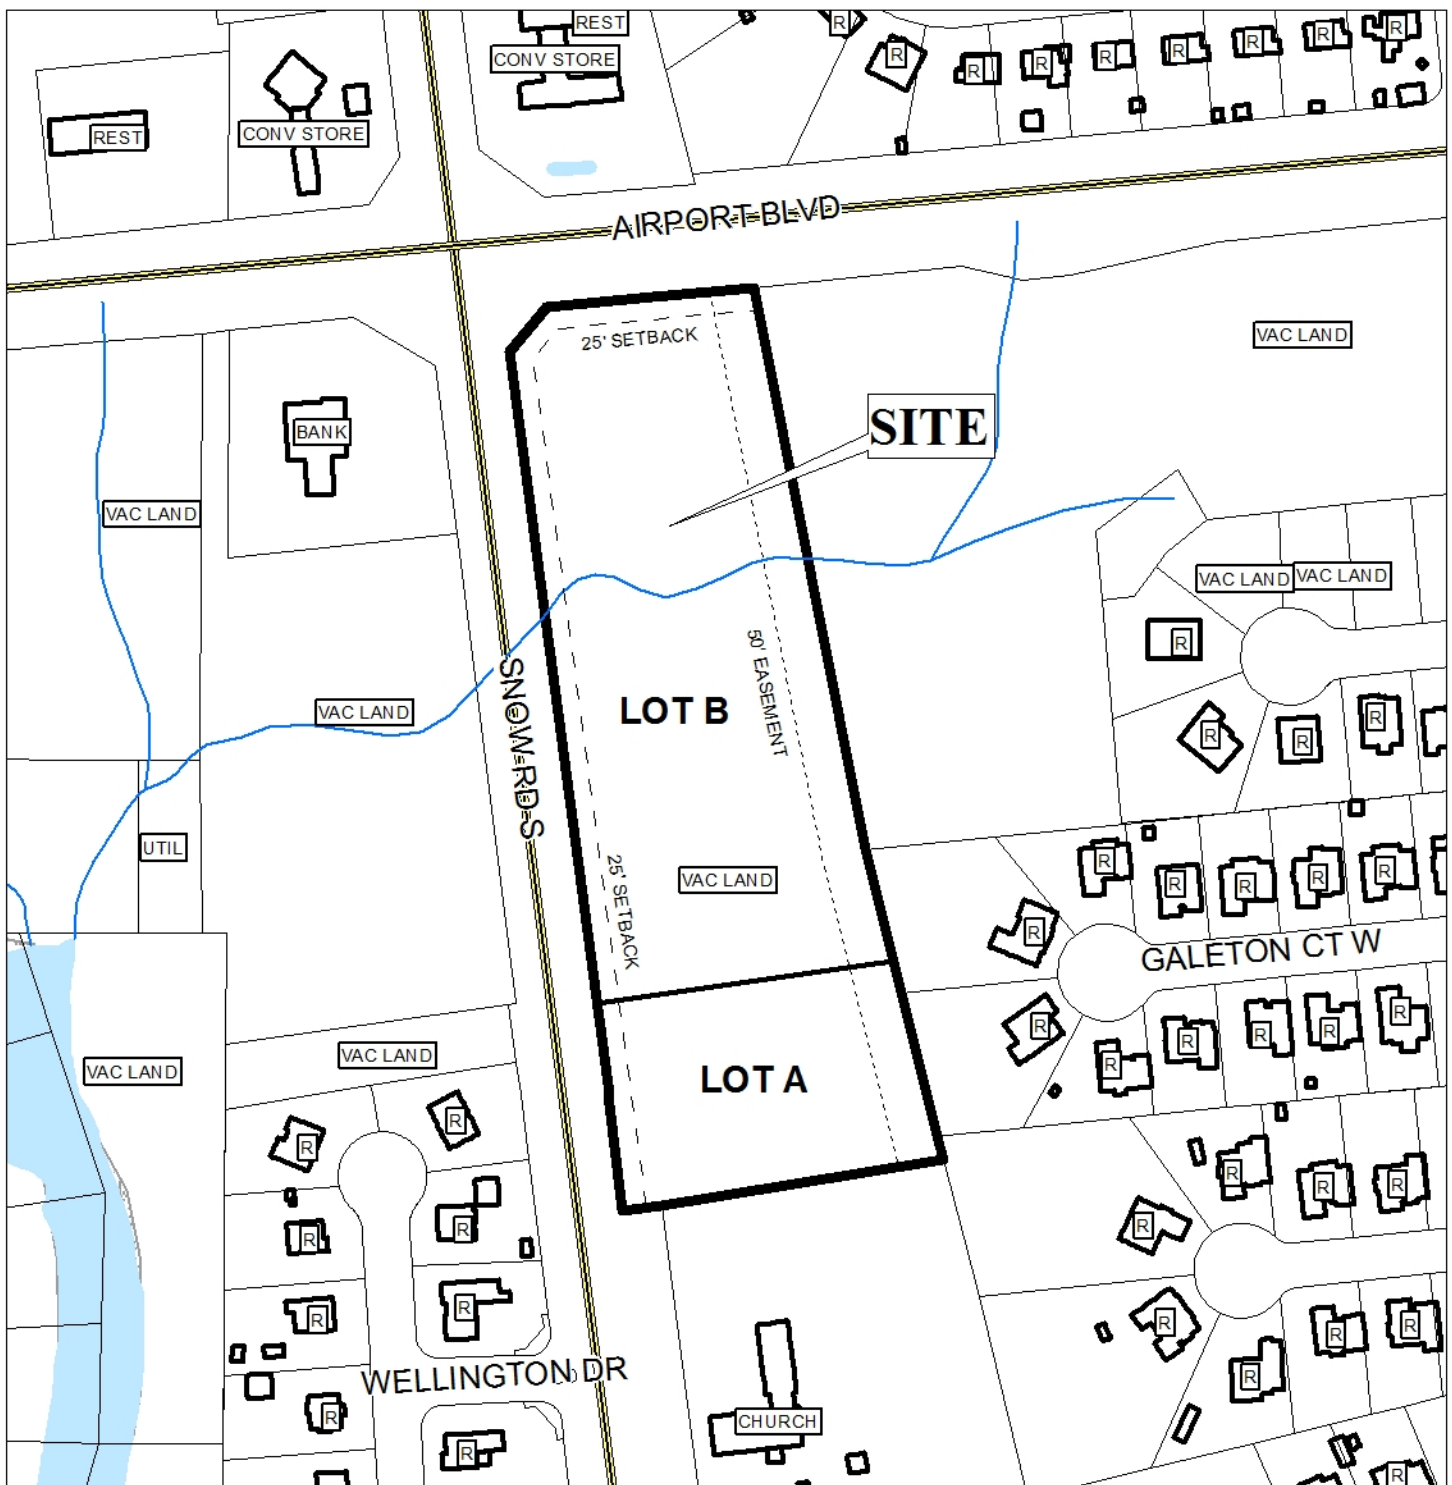 REST
CONV STORE
REST
CONV STORE
R
R
R
R
R
R
R
R
R
AIRPORT BLVD
25' SETBACK
VAC LAND
SITE
BANK
VAC LAND
VAC LAND
VAC LAND
R
SNOW RD S
50' EASEMENT
LOT B
VAC LAND
R
R
R
UTIL
25' SETBACK
VAC LAND
R
R
R
R
R
R
GALETON CT W
R
R
R
R
R
R
VAC LAND
VAC LAND
LOT A
R
R
R
R
R
R
R
R
R
R
R
R
R
R
WELLINGTON DR
R
R
CHURCH
R
R